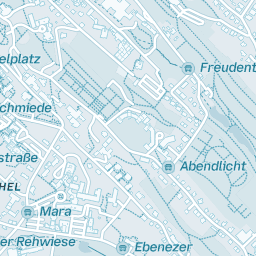 elplatz
Freudent
chmiede
straße
Abendlicht
HEL
Mara
er Rehwiese
Ebenezer